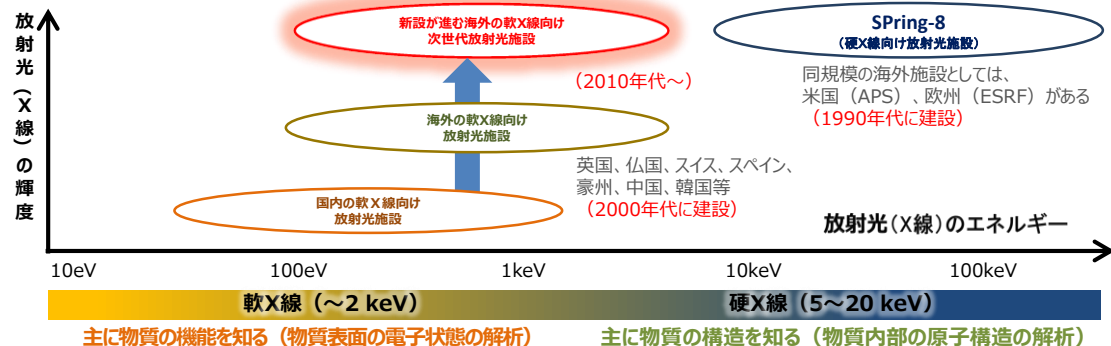 放射光(X線)の輝度
新設が進む海外の軟X線向け
次世代放射光施設
SPring-8
(硬X線向け放射光施設)
(2010年代~)
同規模の海外施設としては、
米国(APS)、欧州(ESRF)がある
(1990年代に建設)
海外の軟X線向け
放射光施設
英国、仏国、スイス、スペイン、
豪州、中国、韓国等
(2000年代に建設)
国内の軟X線向け
放射光施設
放射光(X線)のエネルギー
10eV 100eV 1keV 10keV 100keV
軟X線(~2 keV) 硬X線(5~20 keV)
主に物質の機能を知る(物質表面の電子状態の解析) 主に物質の構造を知る(物質内部の原子構造の解析)